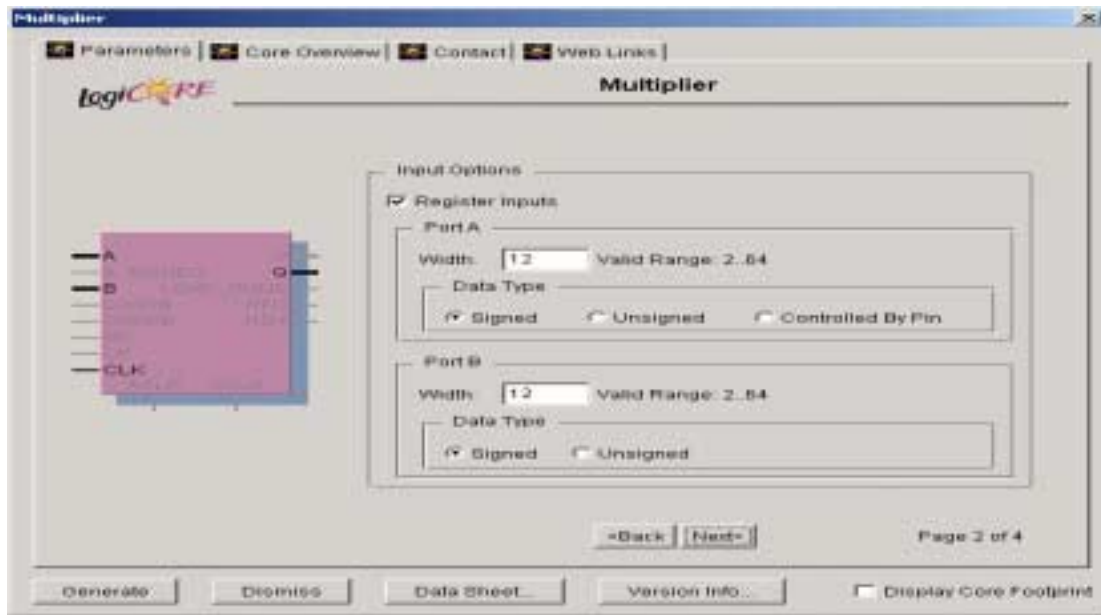 Multiplier
Parameters
Core Overview
Contact
Web Links
LogiCORE
Multiplier
Input Options
Register Inputs
Port A
Width: 12 Valid Range: 2..64
Data Type
Signed Unsigned Controlled By Pin
Port B
Width: 12 Valid Range: 2..64
Data Type
Signed Unsigned
A
B
Q
CLK
<Back Next> Page 2 of 4
Generate Dismiss Data Sheet... Version Info... Display Core Footprint